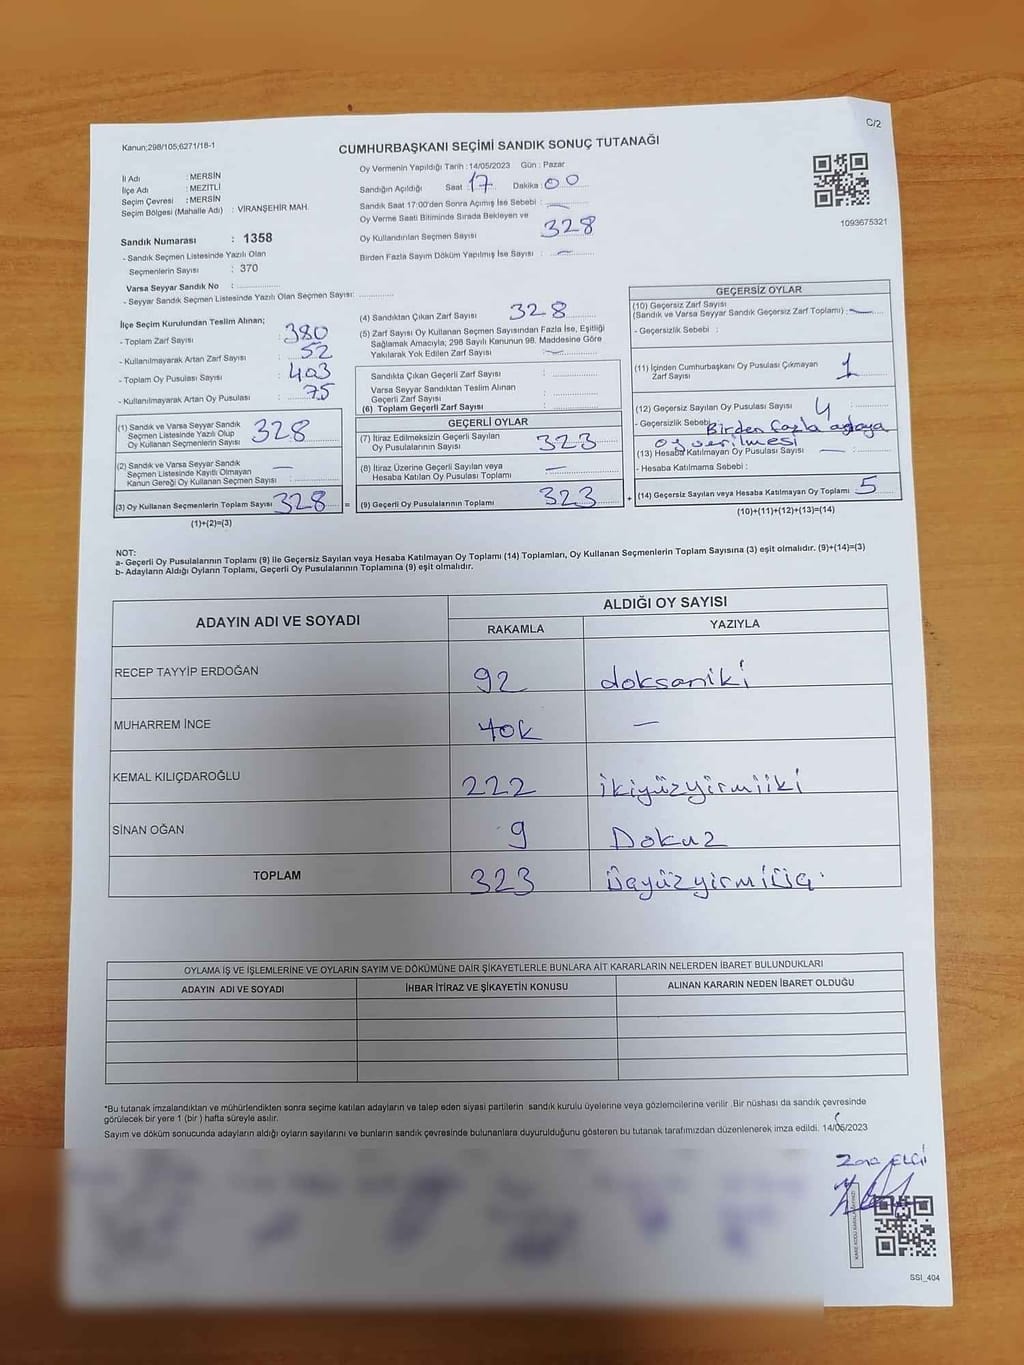 C/2
Kanun;298/105;6271/18-1
CUMHURBAŞKANI SEÇİMİ SANDIK SONUÇ TUTANAĞI
İl Adı : MERSİN
İlçe Adı : MEZİTLİ
Seçim Çevresi : MERSİN
Seçim Bölgesi (Mahalle Adı) : VİRANŞEHİR MAH.
Sandık Numarası : 1358
- Sandık Seçmen Listesinde Yazılı Olan
Seçmenlerin Sayısı : 370
Varsa Seyyar Sandık No :
- Seyyar Sandık Seçmen Listesinde Yazılı Olan Seçmen Sayısı:
Oy Vermenin Yapıldığı Tarih : 14/05/2023 Gün : Pazar
Sandığın Açıldığı Saat : 17 Dakika : 00
Sandık Saat 17:00'den Sonra Açılmış İse Sebebi : —
Oy Verme Saati Bitiminde Sırada Bekleyen ve
Oy Kullandırılan Seçmen Sayısı 328
Birden Fazla Sayım Döküm Yapılmış İse Sayısı : —
1093675321
İlçe Seçim Kurulundan Teslim Alınan;
- Toplam Zarf Sayısı : 380
- Kullanılmayarak Artan Zarf Sayısı : 52
- Toplam Oy Pusulası Sayısı : 403
- Kullanılmayarak Artan Oy Pusulası : 75
(1) Sandık ve Varsa Seyyar Sandık
Seçmen Listesinde Yazılı Olup
Oy Kullanan Seçmenlerin Sayısı 328
(2) Sandık ve Varsa Seyyar Sandık
Seçmen Listesinde Kayıtlı Olmayan
Kanun Gereği Oy Kullanan Seçmen Sayısı : —
(3) Oy Kullanan Seçmenlerin Toplam Sayısı 328 =
(1)+(2)=(3)
(4) Sandıktan Çıkan Zarf Sayısı 328
(5) Zarf Sayısı Oy Kullanan Seçmen Sayısından Fazla İse, Eşitliği
Sağlamak Amacıyla; 298 Sayılı Kanunun 98. Maddesine Göre
Yakılarak Yok Edilen Zarf Sayısı : —
Sandıkta Çıkan Geçerli Zarf Sayısı :
Varsa Seyyar Sandıktan Teslim Alınan
Geçerli Zarf Sayısı :
(6) Toplam Geçerli Zarf Sayısı :
GEÇERLİ OYLAR
(7) İtiraz Edilmeksizin Geçerli Sayılan
Oy Pusulalarının Sayısı 323
(8) İtiraz Üzerine Geçerli Sayılan veya
Hesaba Katılan Oy Pusulası Toplamı —
(9) Geçerli Oy Pusulalarının Toplamı 323 +
GEÇERSİZ OYLAR
(10) Geçersiz Zarf Sayısı
(Sandık ve Varsa Seyyar Sandık Geçersiz Zarf Toplamı) : —
- Geçersizlik Sebebi :
(11) İçinden Cumhurbaşkanı Oy Pusulası Çıkmayan
Zarf Sayısı 1
(12) Geçersiz Sayılan Oy Pusulası Sayısı 4
- Geçersizlik Sebebi Birden fazla adaya
oy verilmesi
(13) Hesaba Katılmayan Oy Pusulası Sayısı —
- Hesaba Katılmama Sebebi :
(14) Geçersiz Sayılan veya Hesaba Katılmayan Oy Toplamı 5
(10)+(11)+(12)+(13)=(14)
NOT:
a- Geçerli Oy Pusulalarının Toplamı (9) ile Geçersiz Sayılan veya Hesaba Katılmayan Oy Toplamı (14) Toplamları, Oy Kullanan Seçmenlerin Toplam Sayısına (3) eşit olmalıdır. (9)+(14)=(3)
b- Adayların Aldığı Oyların Toplamı, Geçerli Oy Pusulalarının Toplamına (9) eşit olmalıdır.
ADAYIN ADI VE SOYADI ALDIĞI OY SAYISI
RAKAMLA YAZIYLA
RECEP TAYYİP ERDOĞAN 92 doksaniki
MUHARREM İNCE Yok —
KEMAL KILIÇDAROĞLU 222 ikiyüzyirmiiki
SİNAN OĞAN 9 Dokuz
TOPLAM 323 Üçyüzyirmiüç
OYLAMA İŞ VE İŞLEMLERİNE VE OYLARIN SAYIM VE DÖKÜMÜNE DAİR ŞİKAYETLERLE BUNLARA AİT KARARLARIN NELERDEN İBARET BULUNDUKLARI
ADAYIN ADI VE SOYADI İHBAR İTİRAZ VE ŞİKAYETİN KONUSU ALINAN KARARIN NEDEN İBARET OLDUĞU
*Bu tutanak imzalandıktan ve mühürlendikten sonra seçime katılan adayların ve talep eden siyasi partilerin sandık kurulu üyelerine veya gözlemcilerine verilir .Bir nüshası da sandık çevresinde
görülecek bir yere 1 (bir ) hafta süreyle asılır.
Sayım ve döküm sonucunda adayların aldığı oyların sayılarını ve bunların sandık çevresinde bulunanlara duyurulduğunu gösteren bu tutanak tarafımızdan düzenlenerek imza edildi. 14/05/2023
ELÇİ
SSİ_404